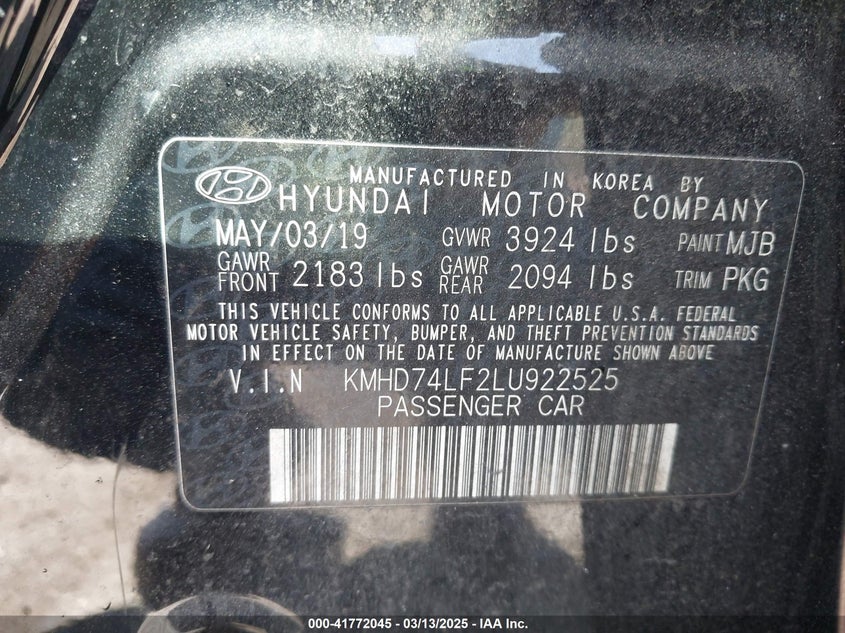 MANUFACTURED IN KOREA BY
HYUNDAI MOTOR COMPANY
MAY/03/19 GVWR 3924 lbs PAINT MJB
GAWR FRONT 2183 lbs GAWR REAR 2094 lbs TRIM PKG
THIS VEHICLE CONFORMS TO ALL APPLICABLE U.S.A. FEDERAL
MOTOR VEHICLE SAFETY, BUMPER, AND THEFT PREVENTION STANDARDS
IN EFFECT ON THE DATE OF MANUFACTURE SHOWN ABOVE
V.I.N KMHD74LF2LU922525
PASSENGER CAR
000-41772045 - 03/13/2025 - IAA Inc.